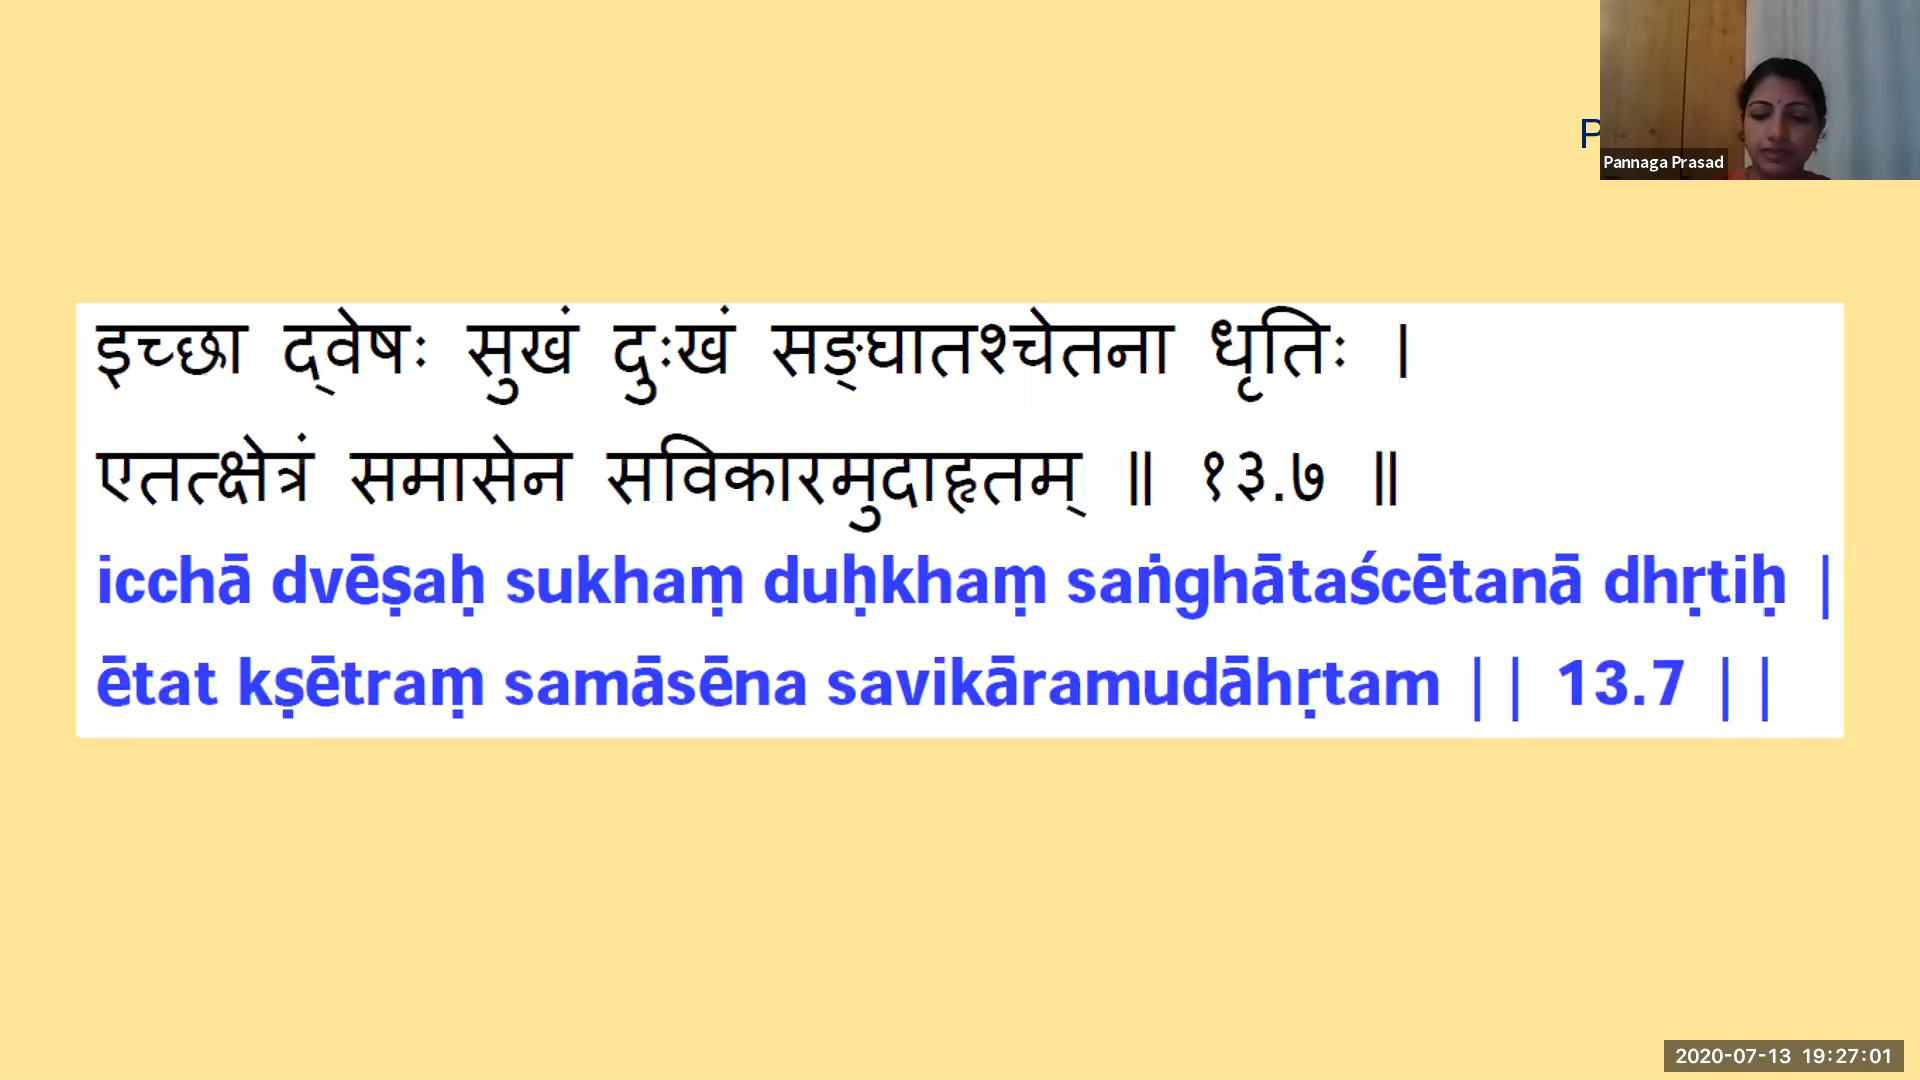 P
Pannaga Prasad
इच्छा द्‌वेषः सुखं दुःखं सङ्घातश्चेतना धृतिः ।
एतत्क्षेत्रं समासेन सविकारमुदाहृतम् ॥ १३.७ ॥
icchā dvēṣaḥ sukhaṃ duḥkhaṃ saṅghātaścētanā dhṛtiḥ |
ētat kṣētraṃ samāsēna savikāramudāhṛtam || 13.7 ||
2020-07-13 19:27:01